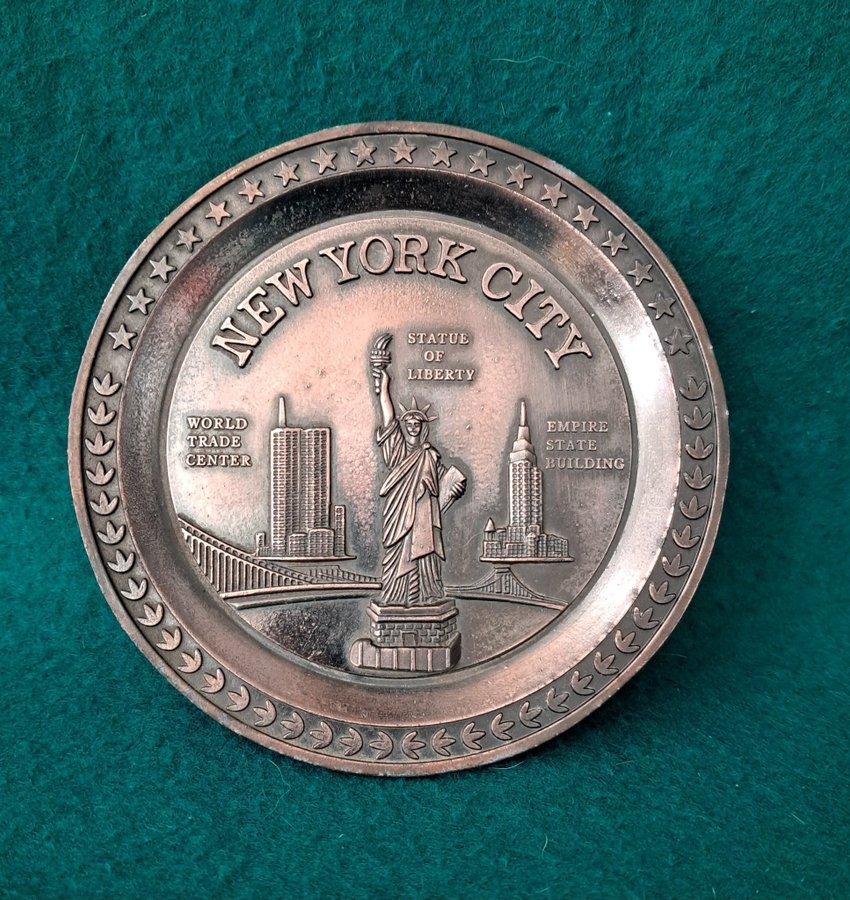 NEW YORK CITY
STATUE
OF
LIBERTY
WORLD
TRADE
CENTER
EMPIRE
STATE
BUILDING